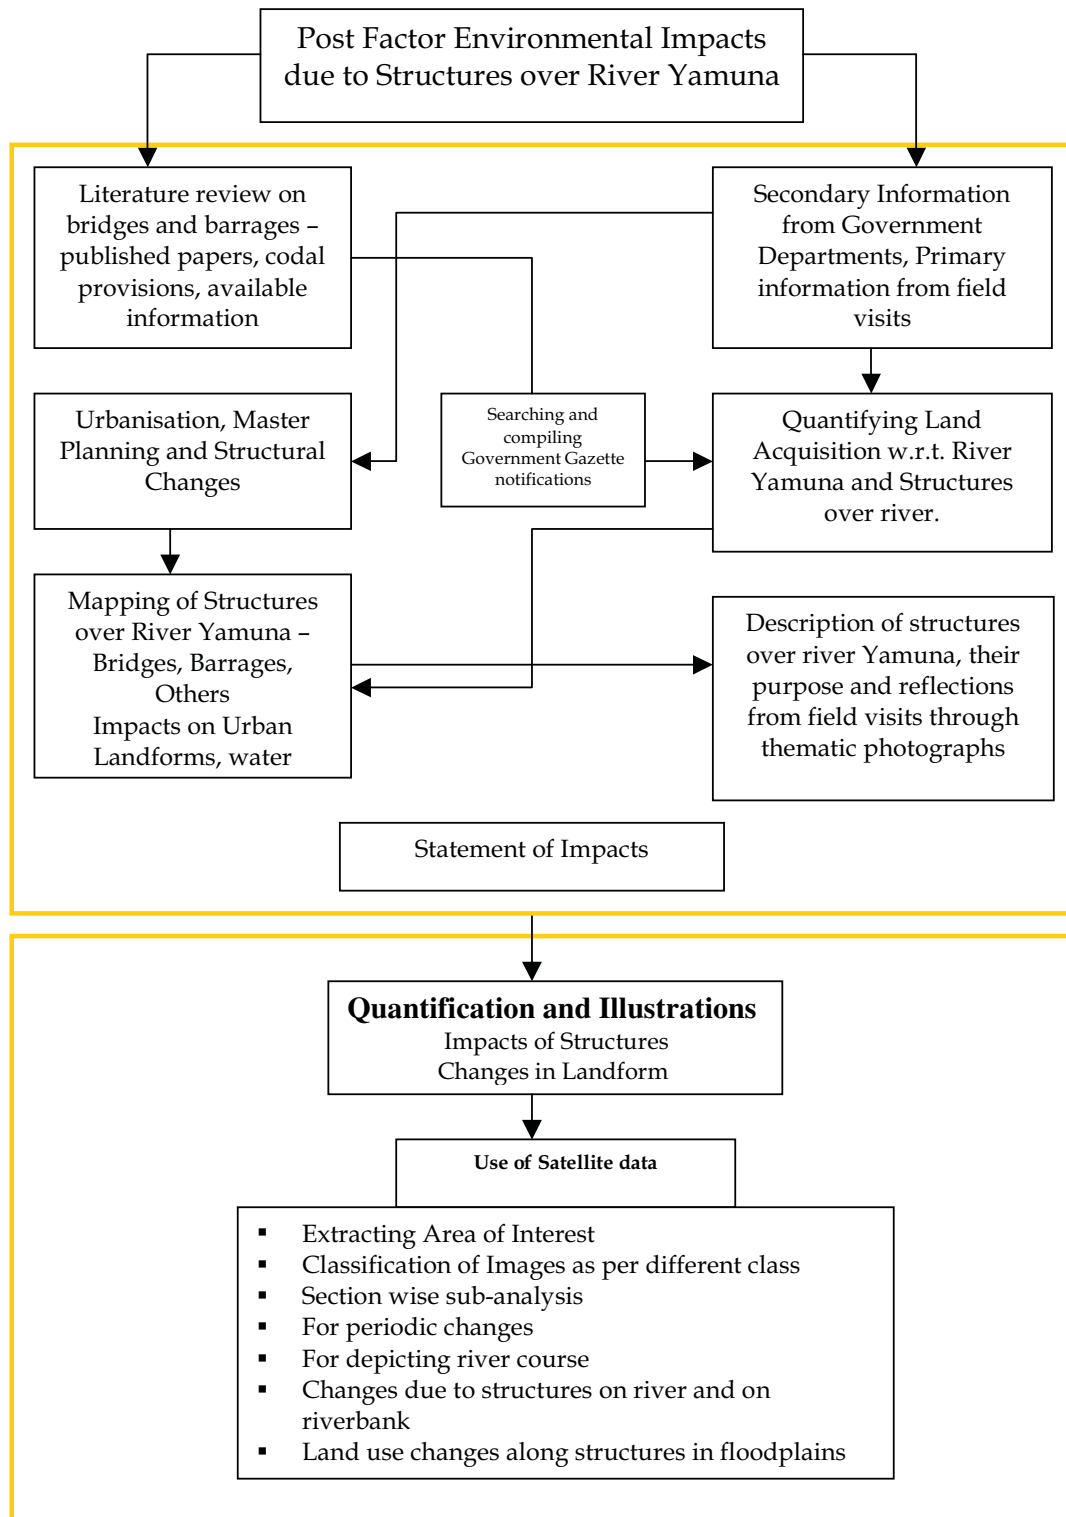 Post Factor Environmental Impacts
due to Structures over River Yamuna
Literature review on
bridges and barrages –
published papers, codal
provisions, available
information
Secondary Information
from Government
Departments, Primary
information from field
visits
Urbanisation, Master
Planning and Structural
Changes
Searching and
compiling
Government Gazette
notifications
Quantifying Land
Acquisition w.r.t. River
Yamuna and Structures
over river.
Mapping of Structures
over River Yamuna –
Bridges, Barrages,
Others
Impacts on Urban
Landforms, water
Description of structures
over river Yamuna, their
purpose and reflections
from field visits through
thematic photographs
Statement of Impacts
Quantification and Illustrations
Impacts of Structures
Changes in Landform
Use of Satellite data
▪ Extracting Area of Interest
▪ Classification of Images as per different class
▪ Section wise sub-analysis
▪ For periodic changes
▪ For depicting river course
▪ Changes due to structures on river and on
riverbank
▪ Land use changes along structures in floodplains